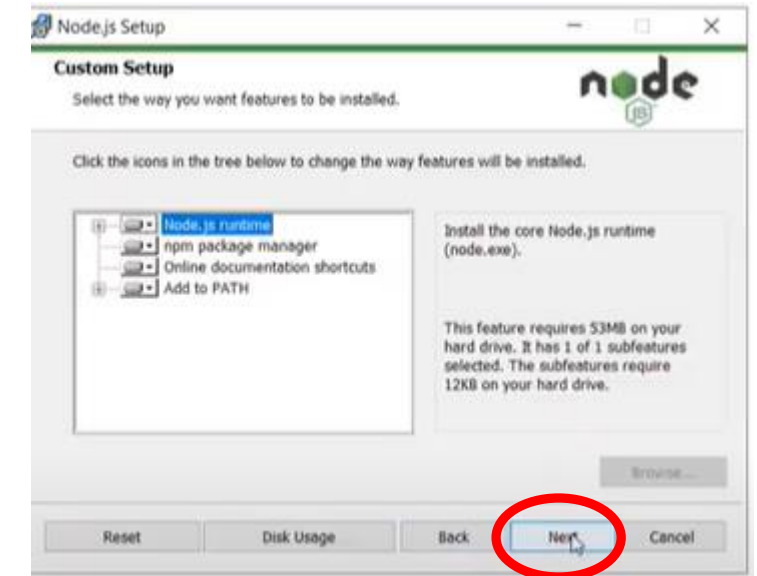 Node.js Setup
Custom Setup
Select the way you want features to be installed.
node
JS
Click the icons in the tree below to change the way features will be installed.
Node.js runtime
npm package manager
Online documentation shortcuts
Add to PATH
Install the core Node.js runtime
(node.exe).
This feature requires 53MB on your
hard drive. It has 1 of 1 subfeatures
selected. The subfeatures require
12KB on your hard drive.
Browse...
Reset
Disk Usage
Back
Next
Cancel